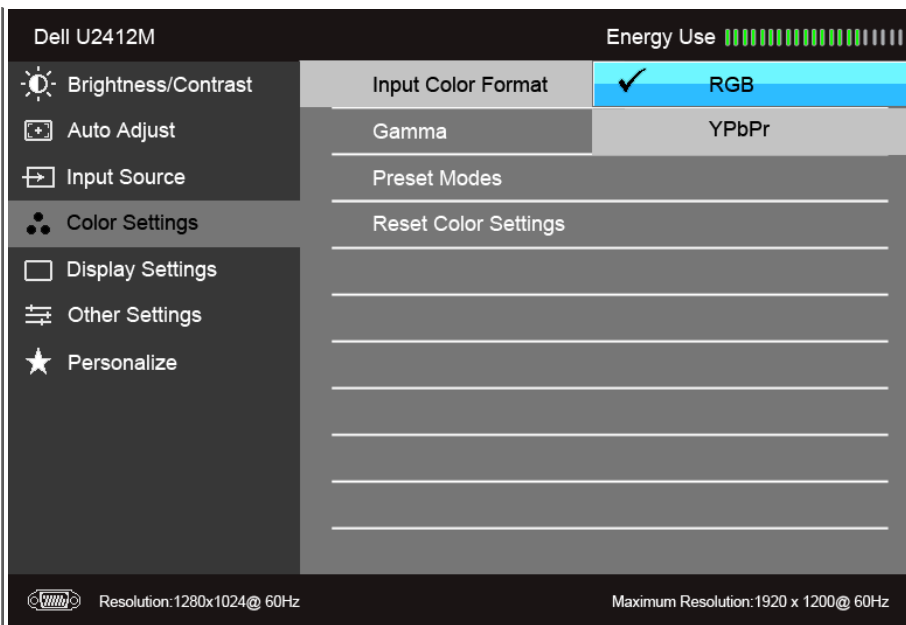 Dell U2412M Energy Use
Brightness/Contrast Input Color Format RGB
Auto Adjust Gamma YPbPr
Input Source Preset Modes
Color Settings Reset Color Settings
Display Settings
Other Settings
Personalize
Resolution:1280x1024@ 60Hz Maximum Resolution:1920 x 1200@ 60Hz